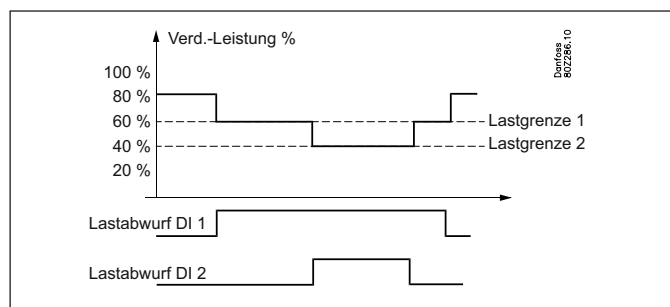 Verd.-Leistung %
Danfoss
80Z286.10
100 %
80 %
60 %
Lastgrenze 1
40 %
Lastgrenze 2
20 %
Lastabwurf DI 1
Lastabwurf DI 2